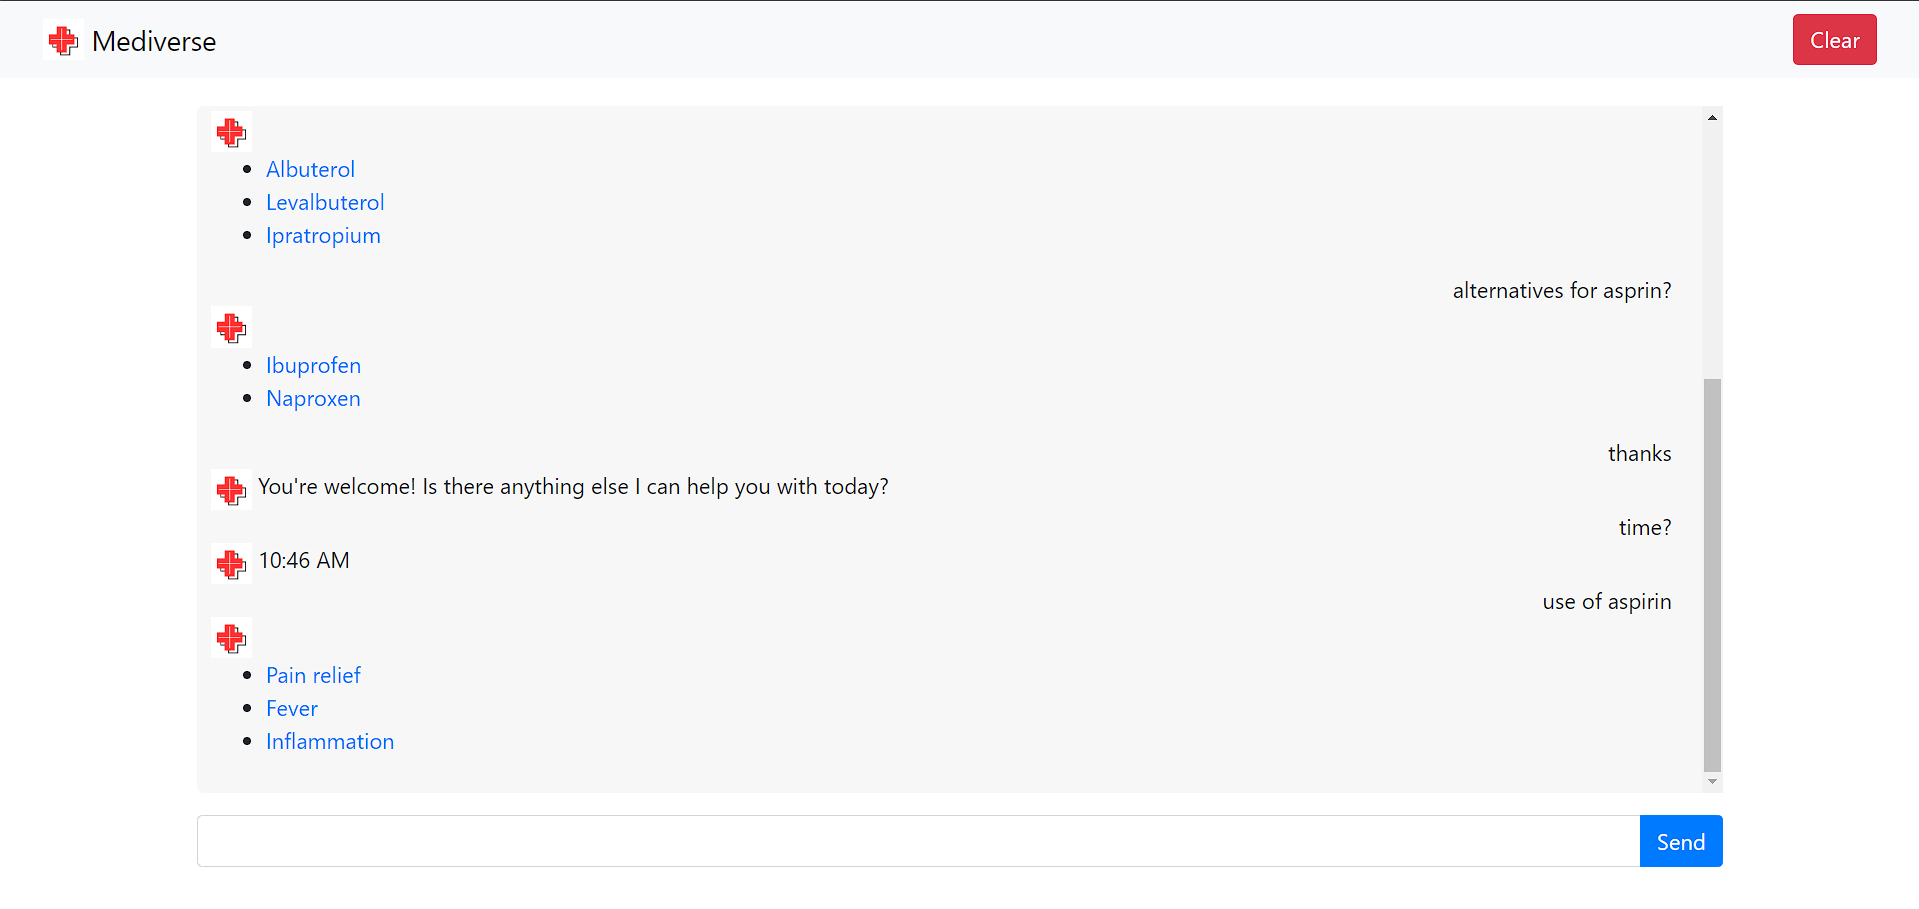 Mediverse
Clear
Albuterol
Levalbuterol
Ipratropium
alternatives for asprin?
Ibuprofen
Naproxen
thanks
You're welcome! Is there anything else I can help you with today?
time?
10:46 AM
use of aspirin
Pain relief
Fever
Inflammation
Send